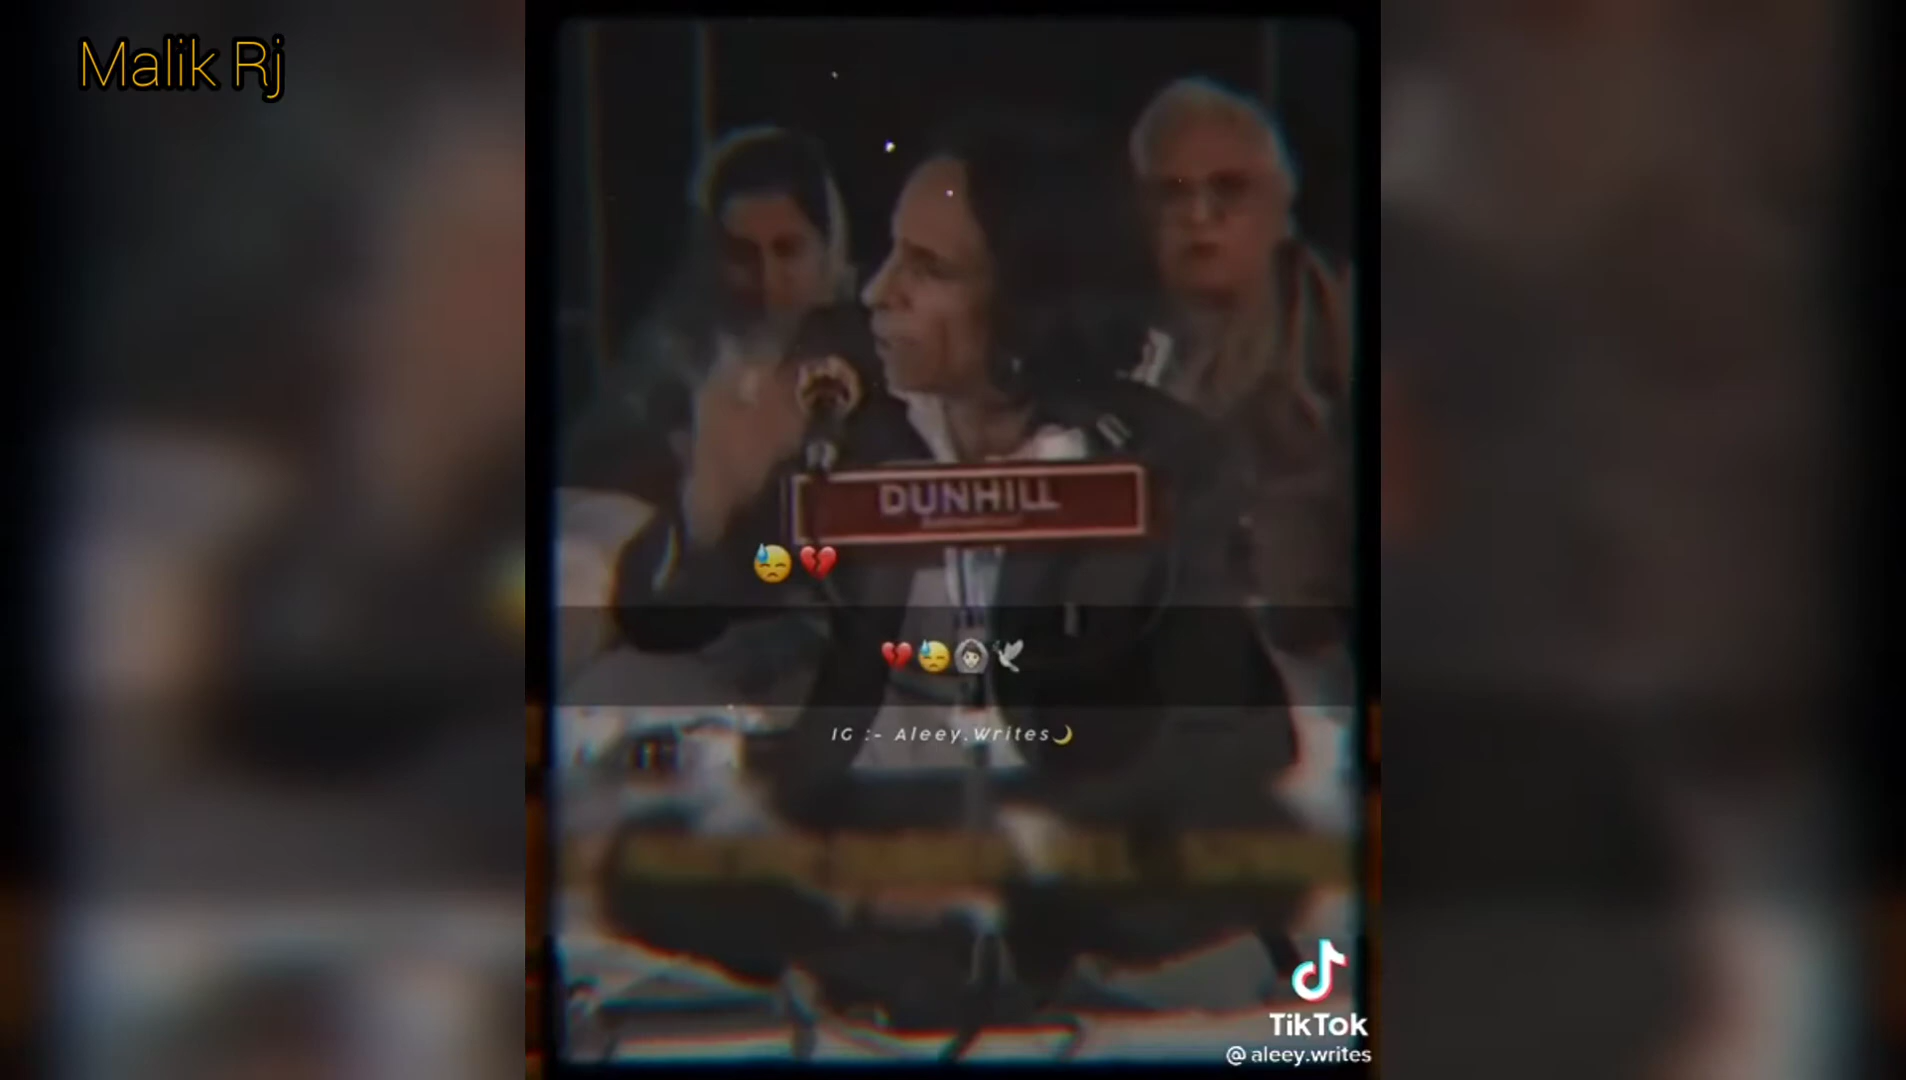 Malik Rj
DUNHILL
😓💔
💔😓🙆🏻🕊
IG :- Aleey.Writes🌙
TikTok
@aleey.writes